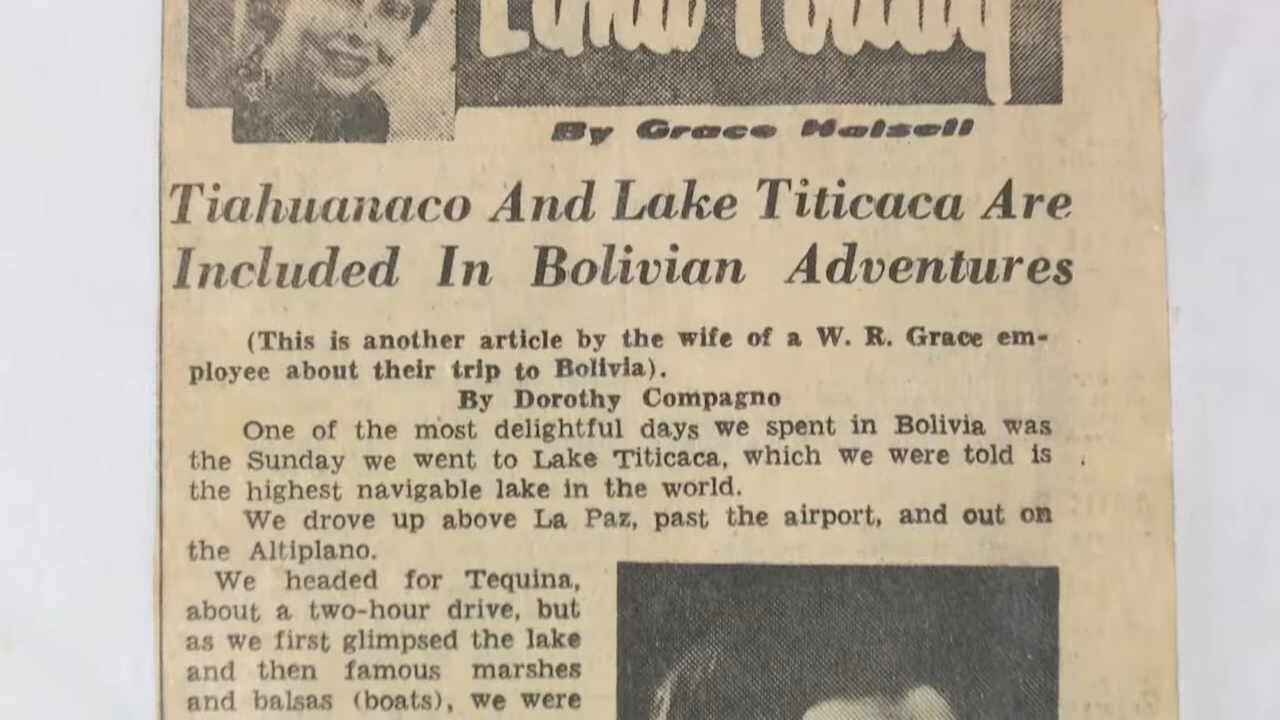 By Grace Halsell
Tiahuanaco And Lake Titicaca Are
Included In Bolivian Adventures
(This is another article by the wife of a W. R. Grace em-
ployee about their trip to Bolivia).
By Dorothy Compagno
One of the most delightful days we spent in Bolivia was
the Sunday we went to Lake Titicaca, which we were told is
the highest navigable lake in the world.
We drove up above La Paz, past the airport, and out on
the Altiplano.
We headed for Tequina,
about a two-hour drive, but
as we first glimpsed the lake
and then famous marshes
and balsas (boats), we were